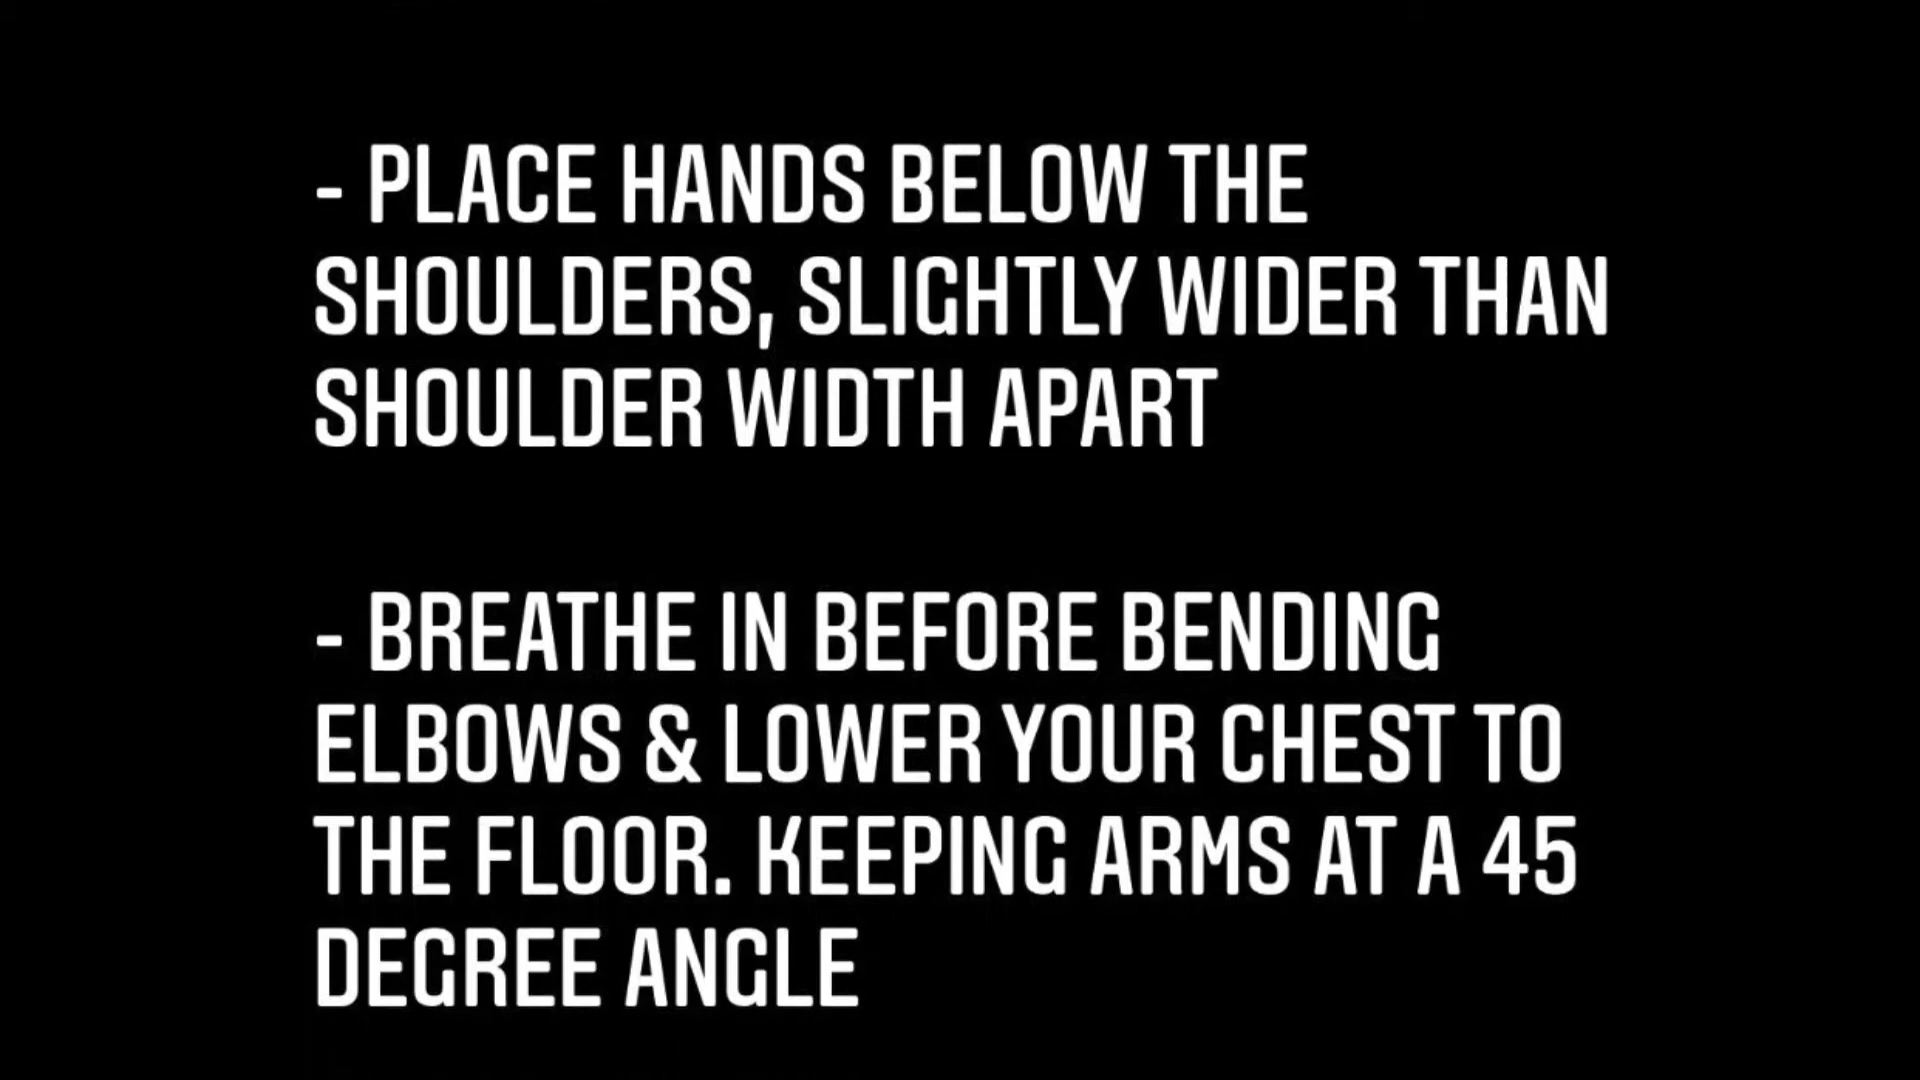 - PLACE HANDS BELOW THE
SHOULDERS, SLIGHTLY WIDER THAN
SHOULDER WIDTH APART
- BREATHE IN BEFORE BENDING
ELBOWS & LOWER YOUR CHEST TO
THE FLOOR. KEEPING ARMS AT A 45
DEGREE ANGLE